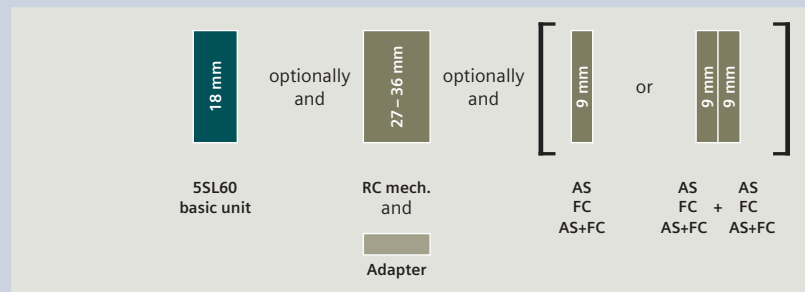 18 mm
optionally
and
27 – 36 mm
optionally
and
9 mm
or
9 mm
9 mm
5SL60
basic unit
RC mech.
and
Adapter
AS
FC
AS+FC
AS AS
FC + FC
AS+FC AS+FC